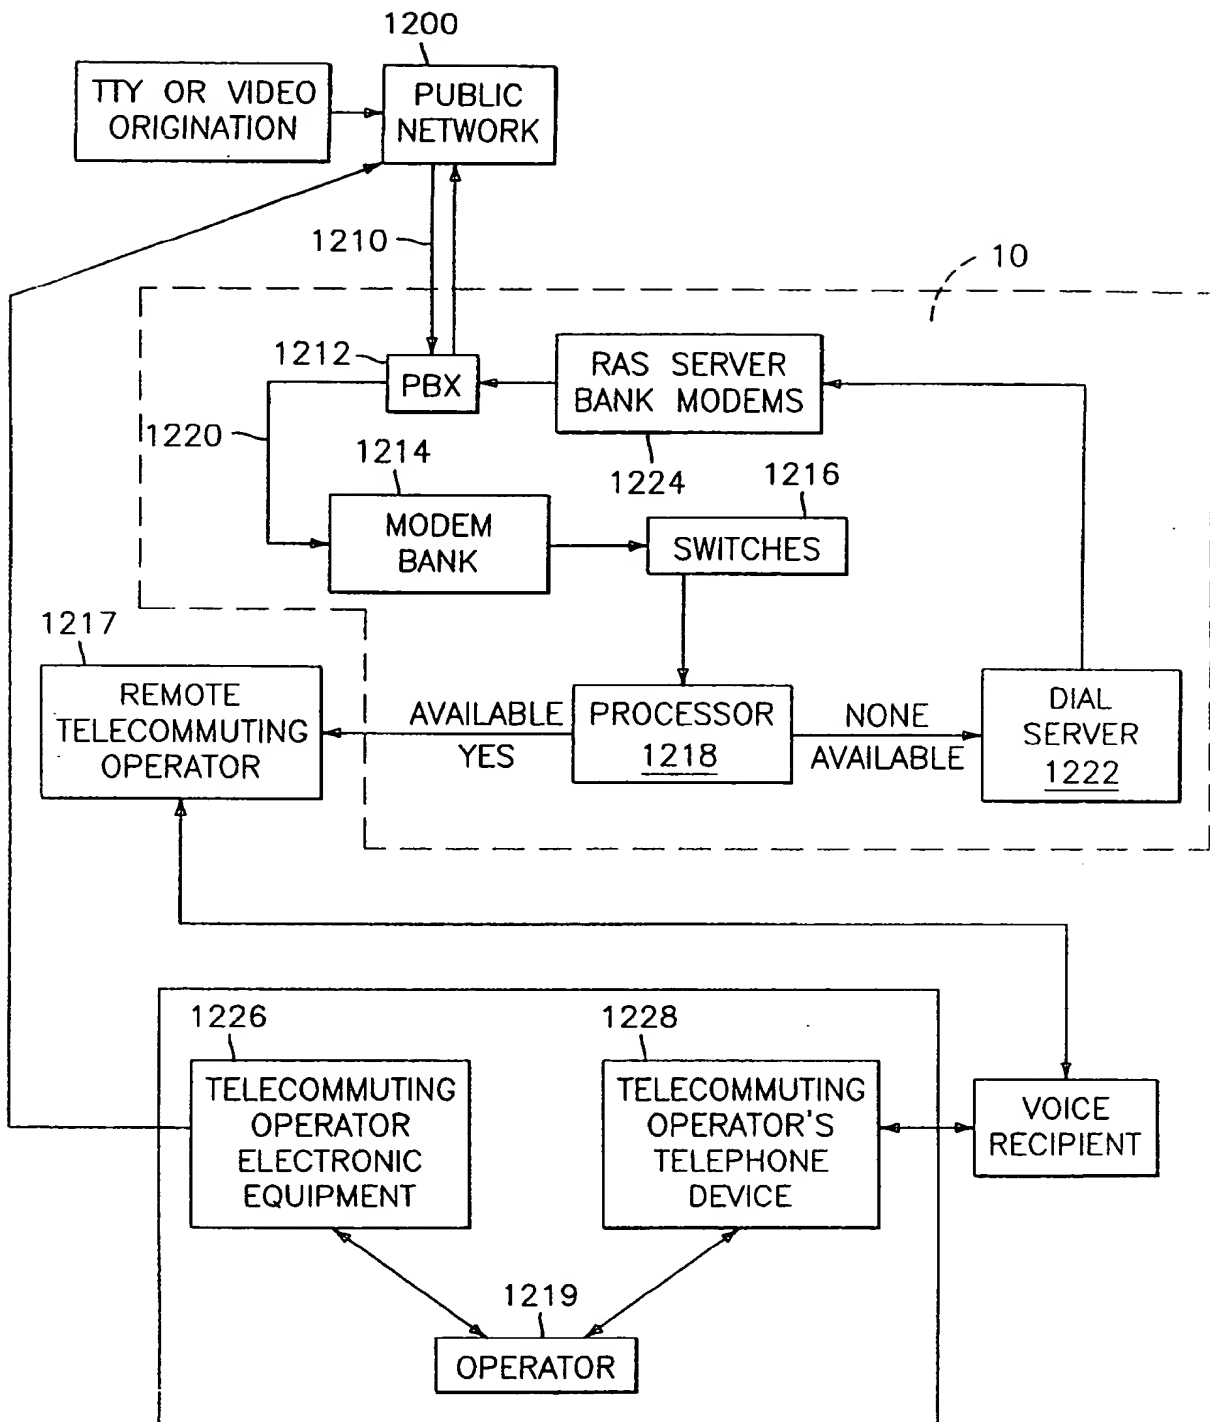 1200
TTY OR VIDEO
ORIGINATION
PUBLIC
NETWORK
1210
10
1212
PBX
RAS SERVER
BANK MODEMS
1220
1224
1214
MODEM
BANK
1216
SWITCHES
1217
REMOTE
TELECOMMUTING
OPERATOR
AVAILABLE
YES
PROCESSOR
1218
NONE
AVAILABLE
DIAL
SERVER
1222
1226
TELECOMMUTING
OPERATOR
ELECTRONIC
EQUIPMENT
1228
TELECOMMUTING
OPERATOR'S
TELEPHONE
DEVICE
VOICE
RECIPIENT
1219
OPERATOR